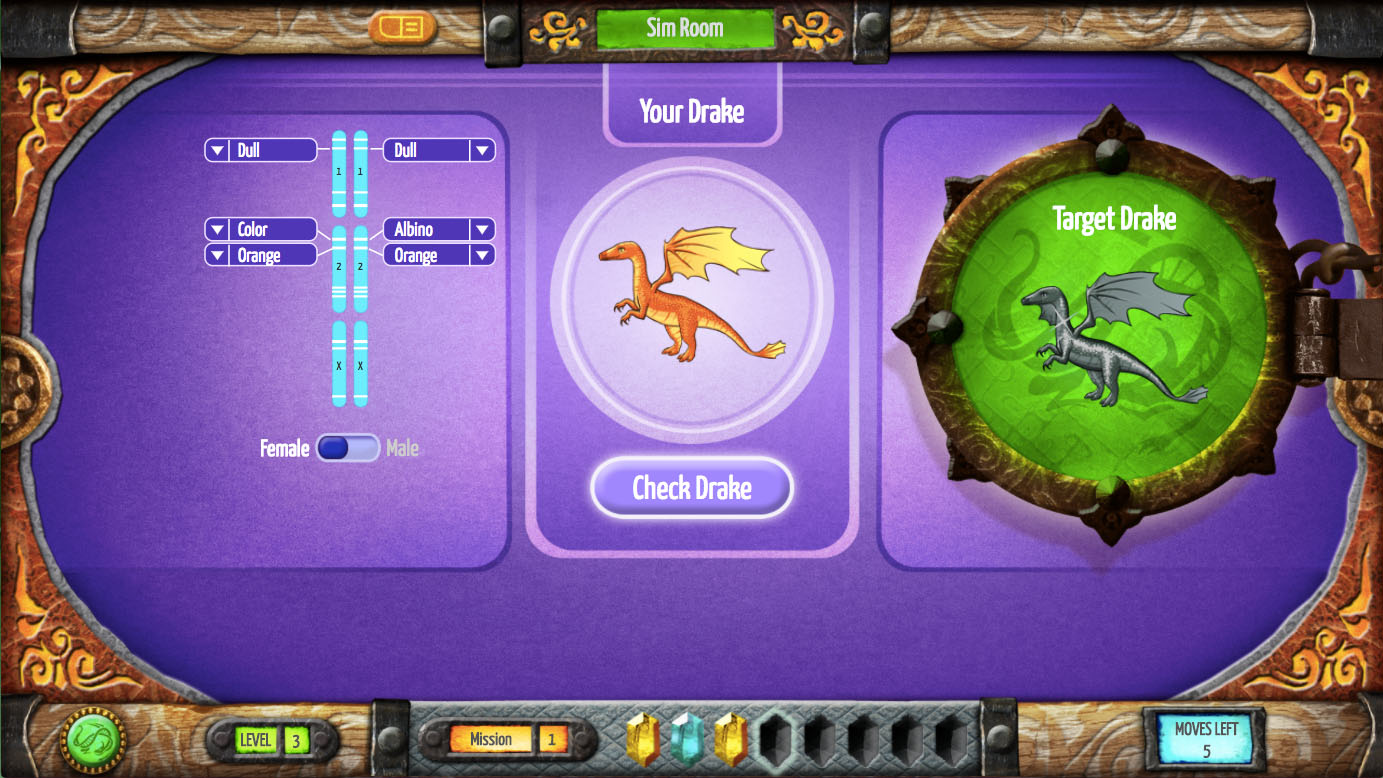 Sim Room
Your Drake
Dull
Dull
1 1
Color
Albino
Orange
Orange
2 2
X X
Female
Male
Check Drake
Target Drake
LEVEL 3
Mission 1
MOVES LEFT
5